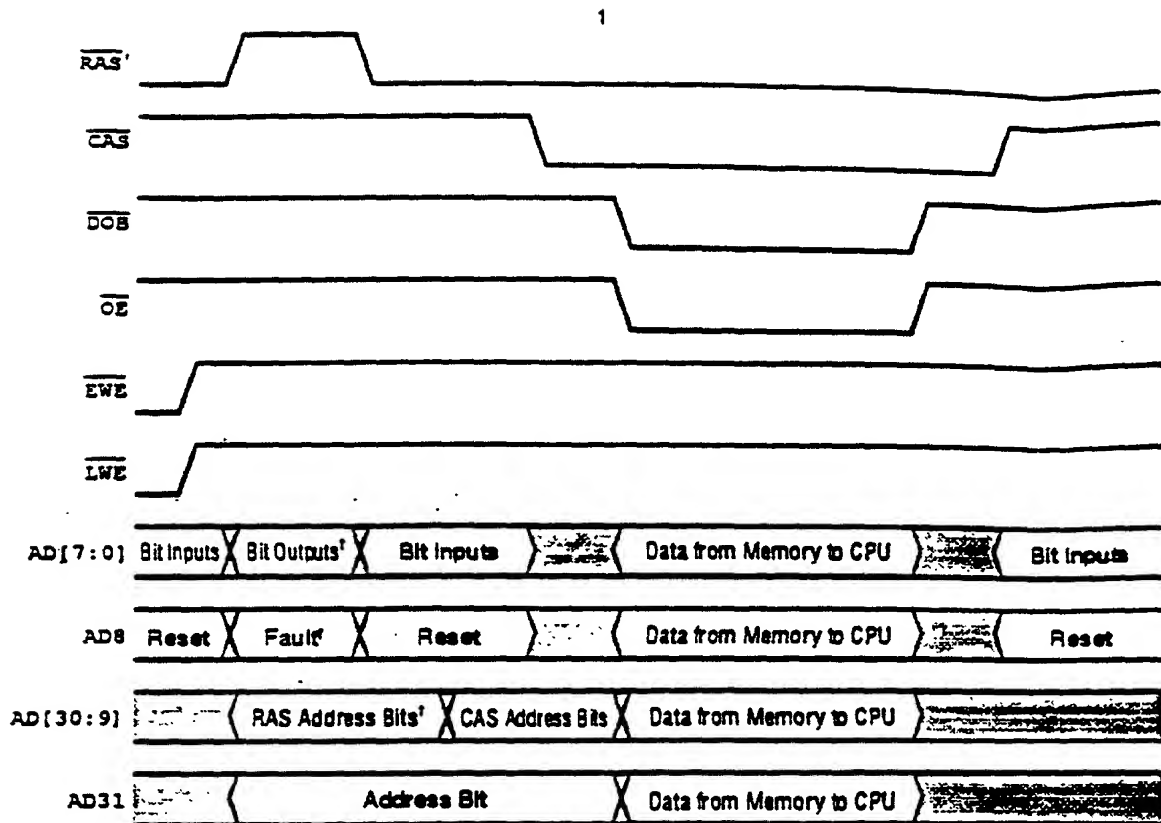 1
RAS'
CAS
DOB
OE
EWE
LWE
AD[7:0] Bit Inputs Bit Outputs† Bit Inputs Data from Memory to CPU Bit Inputs
AD8 Reset Fault† Reset Data from Memory to CPU Reset
AD[30:9] RAS Address Bits† CAS Address Bits Data from Memory to CPU
AD31 Address Bit Data from Memory to CPU